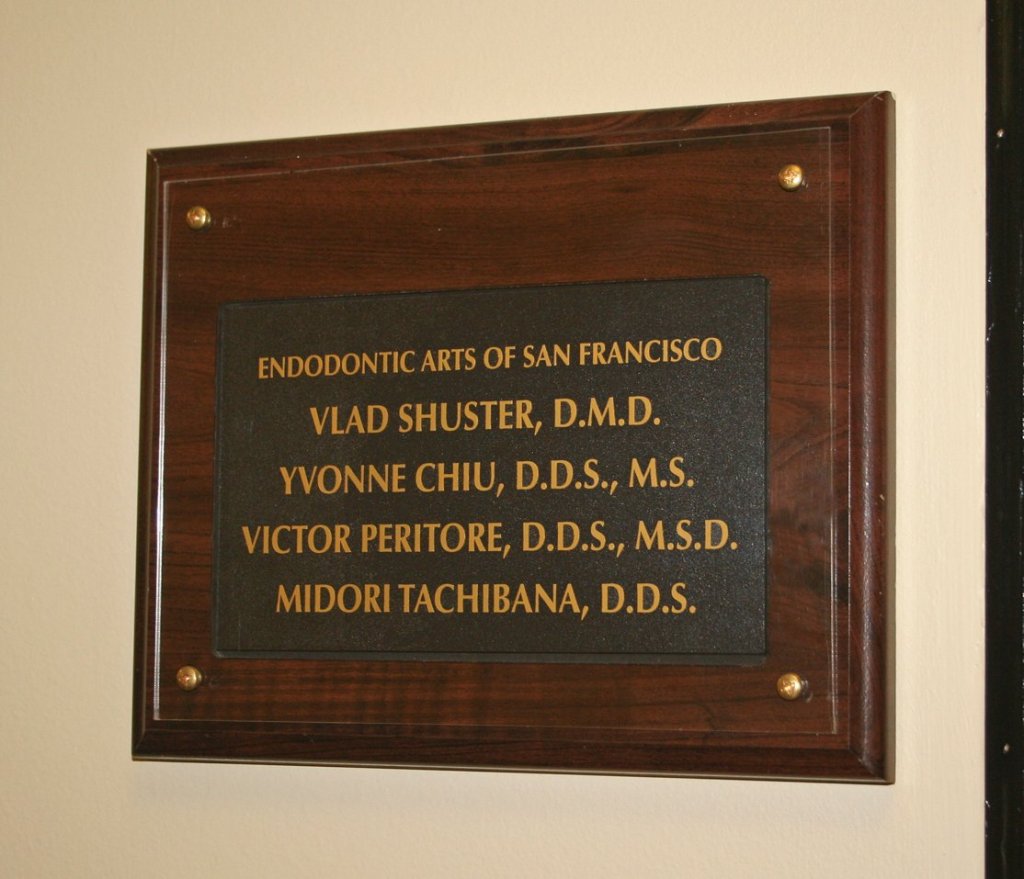 ENDODONTIC ARTS OF SAN FRANCISCO
VLAD SHUSTER, D.M.D.
YVONNE CHIU, D.D.S., M.S.
VICTOR PERITORE, D.D.S., M.S.D.
MIDORI TACHIBANA, D.D.S.